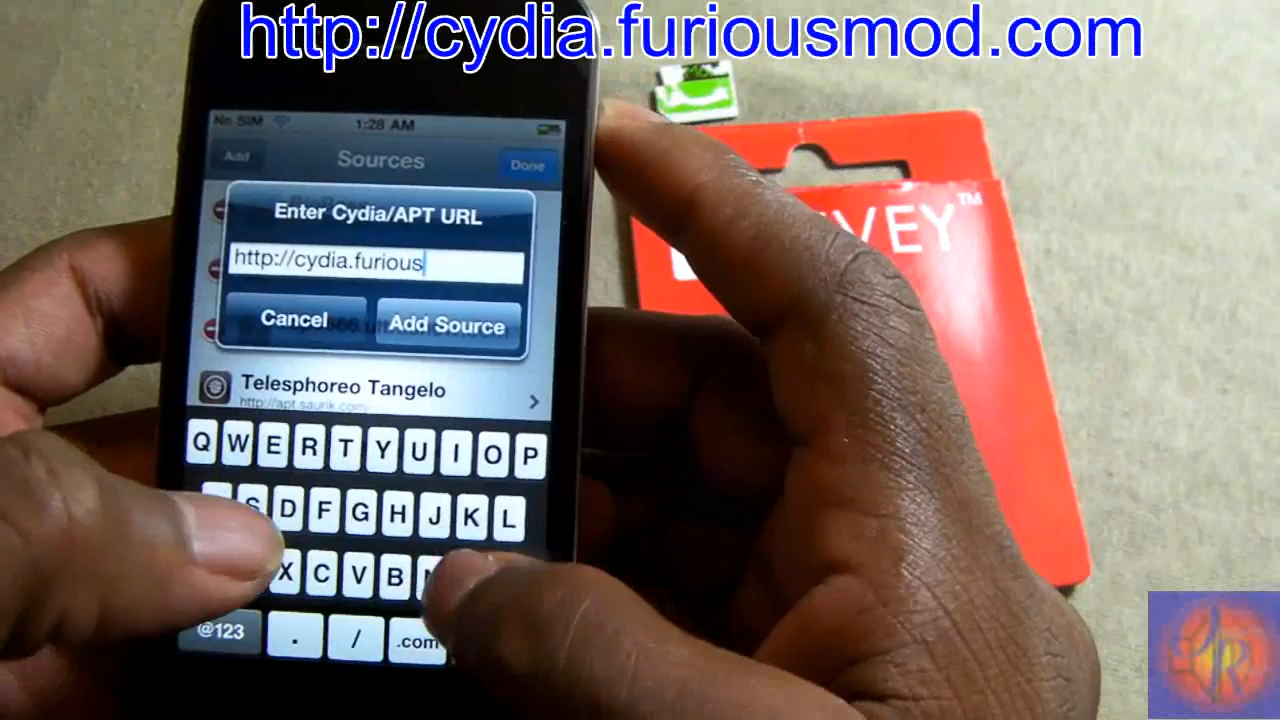 http://cydia.furiousmod.com
No SIM 1:28 AM
Add Sources Done
Enter Cydia/APT URL
http://cydia.furious
Cancel Add Source
Telesphoreo Tangelo
http://apt.saurik.com
VEY™
Q W E R T Y U I O P
S D F G H J K L
X C V B
@123 . / .com